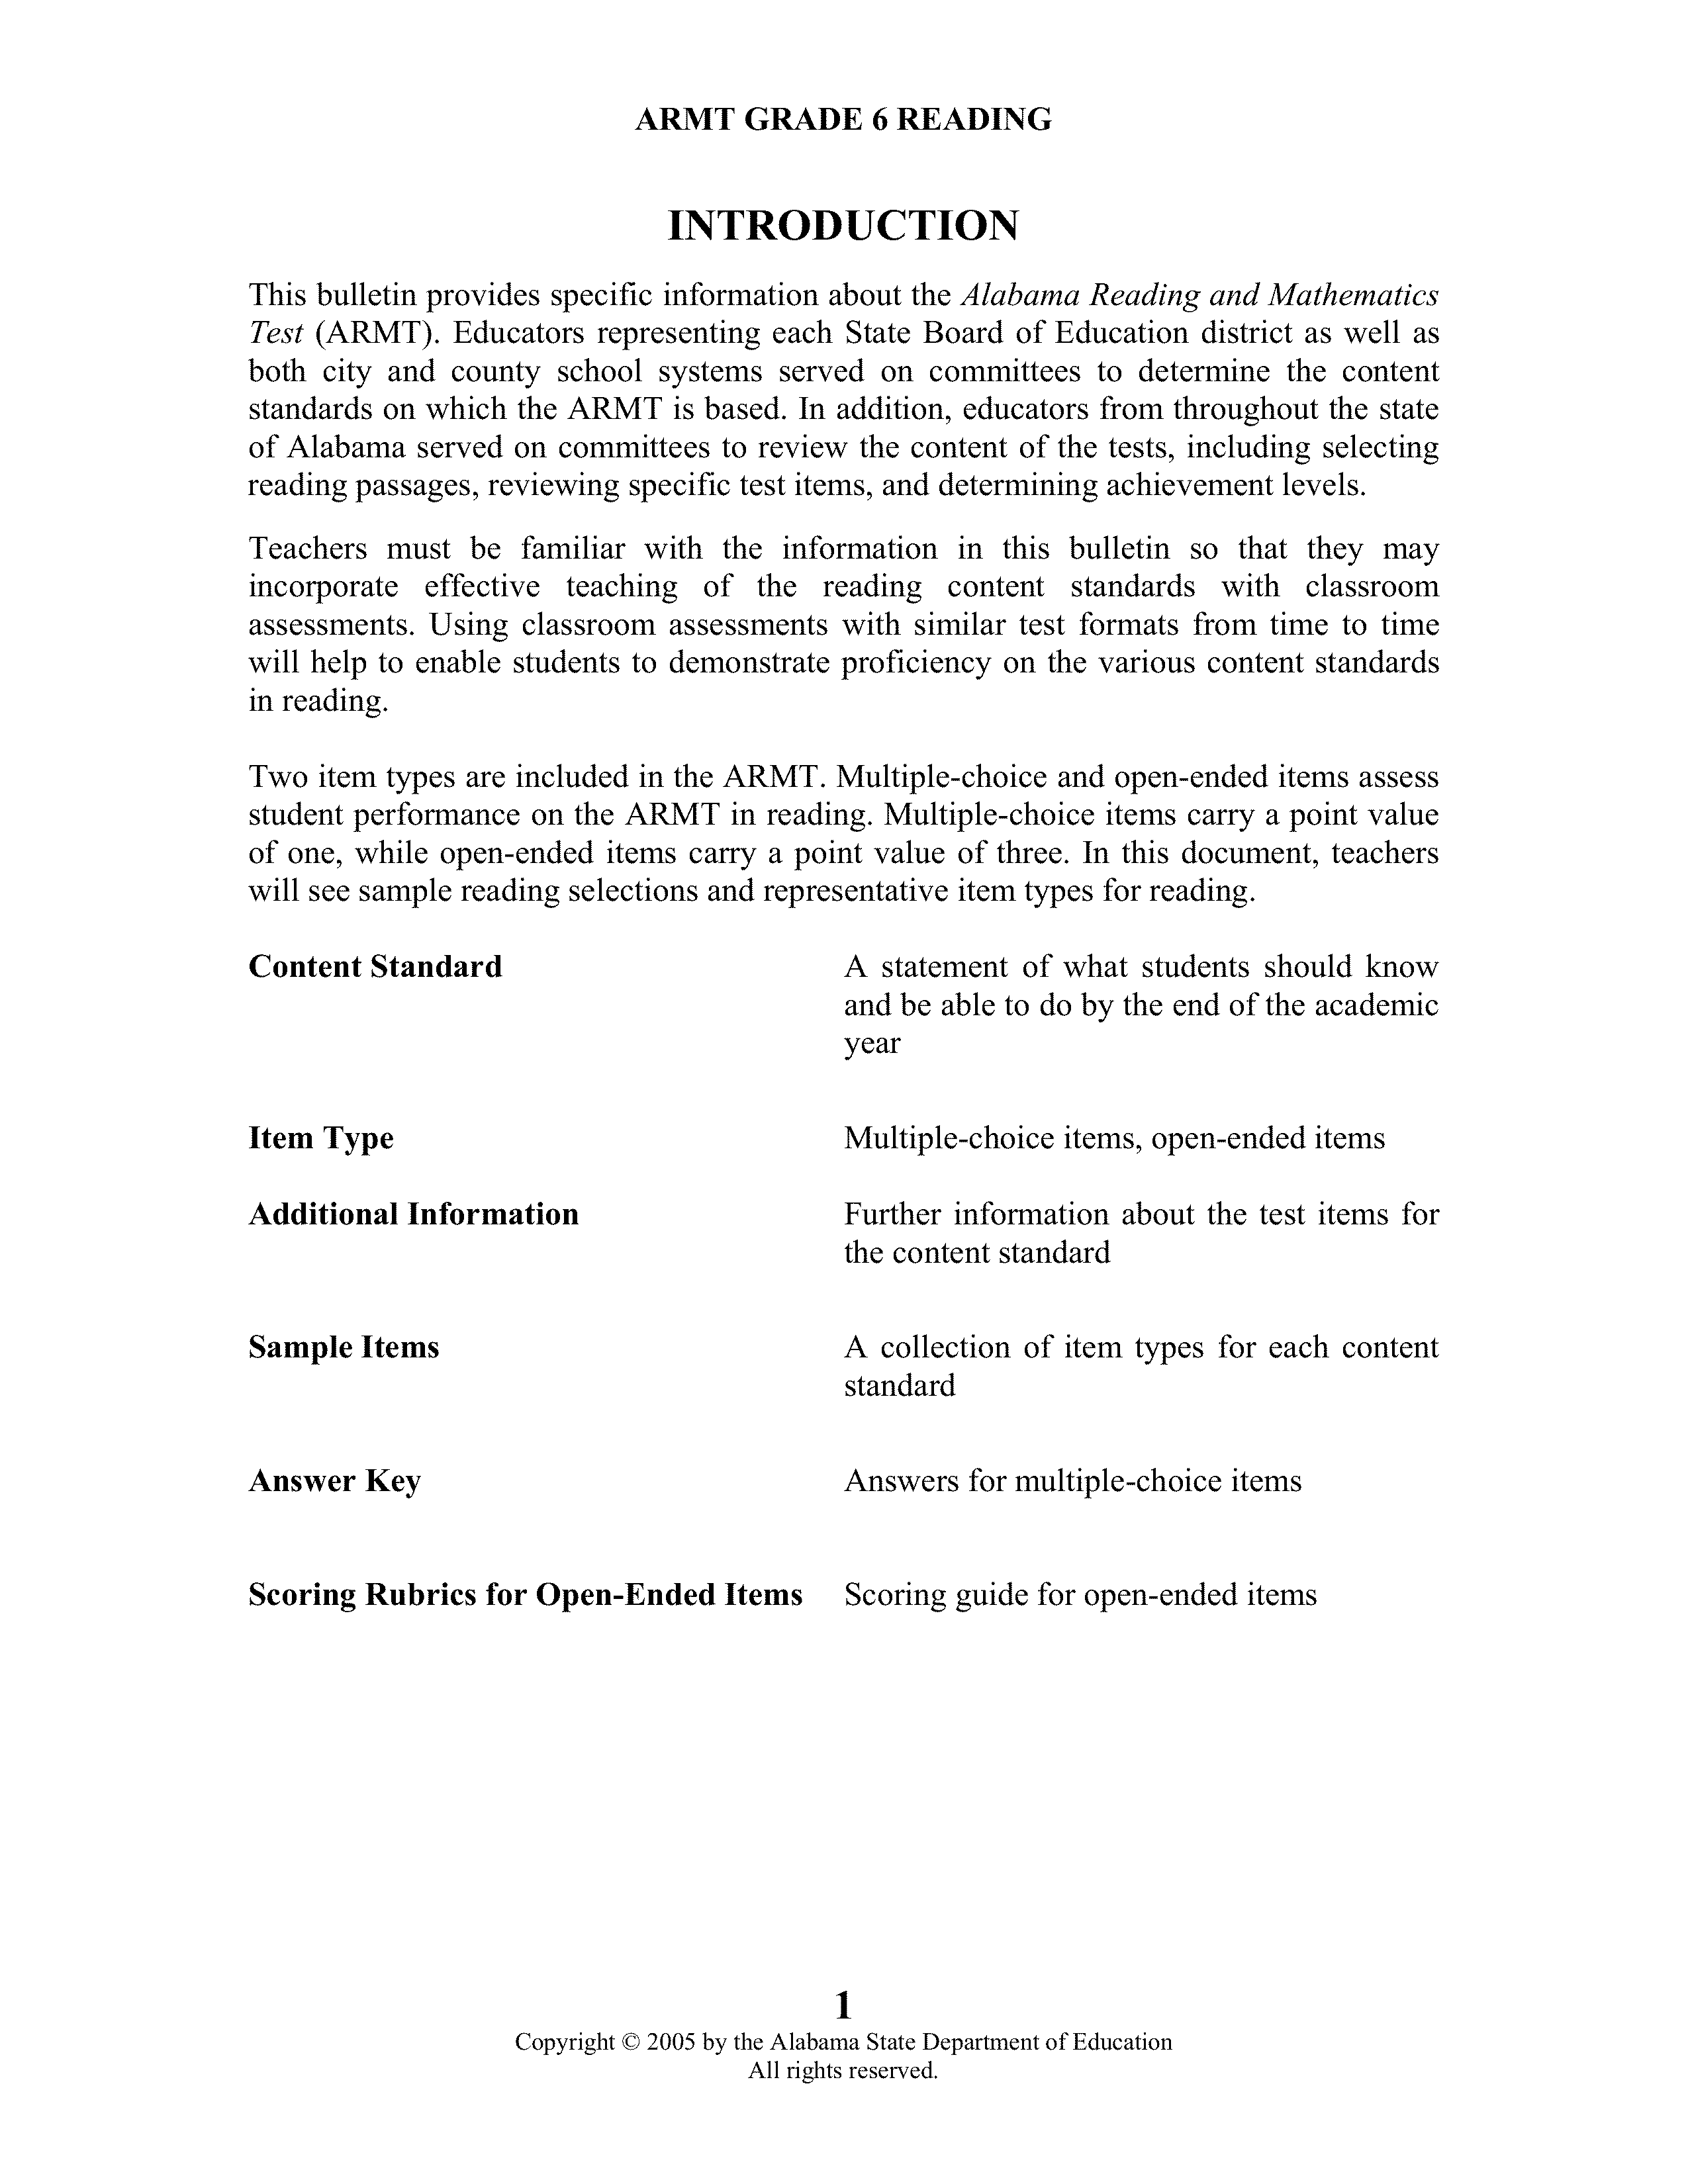 ARMT GRADE 6 READING
INTRODUCTION
This bulletin provides specific information about the Alabama Reading and Mathematics
Test (ARMT). Educators representing each State Board of Education district as well as
both city and county school systems served on committees to determine the content
standards on which the ARMT is based. In addition, educators from throughout the state
of Alabama served on committees to review the content of the tests, including selecting
reading passages, reviewing specific test items, and determining achievement levels.
Teachers must be familiar with the information in this bulletin so that they may
incorporate effective teaching of the reading content standards with classroom
assessments. Using classroom assessments with similar test formats from time to time
will help to enable students to demonstrate proficiency on the various content standards
in reading.
Two item types are included in the ARMT. Multiple-choice and open-ended items assess
student performance on the ARMT in reading. Multiple-choice items carry a point value
of one, while open-ended items carry a point value of three. In this document, teachers
will see sample reading selections and representative item types for reading.
Content Standard A statement of what students should know
and be able to do by the end of the academic
year
Item Type Multiple-choice items, open-ended items
Additional Information Further information about the test items for
the content standard
Sample Items A collection of item types for each content
standard
Answer Key Answers for multiple-choice items
Scoring Rubrics for Open-Ended Items Scoring guide for open-ended items
1
Copyright © 2005 by the Alabama State Department of Education
All rights reserved.